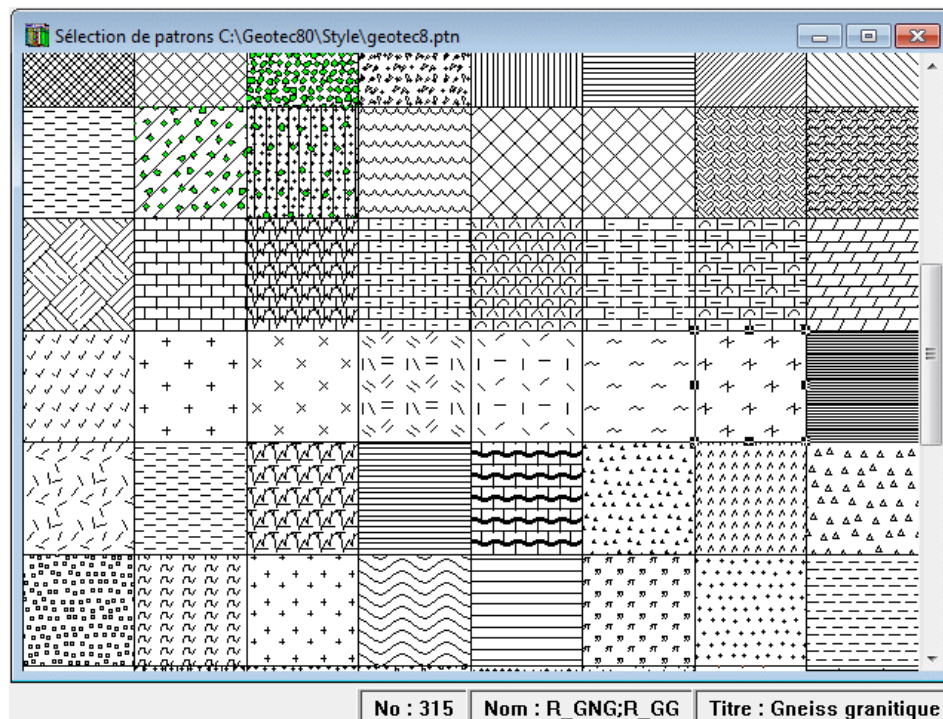 Sélection de patrons C:\Geotec80\Style\geotec8.ptn
No : 315 Nom : R_GNG;R_GG Titre : Gneiss granitique